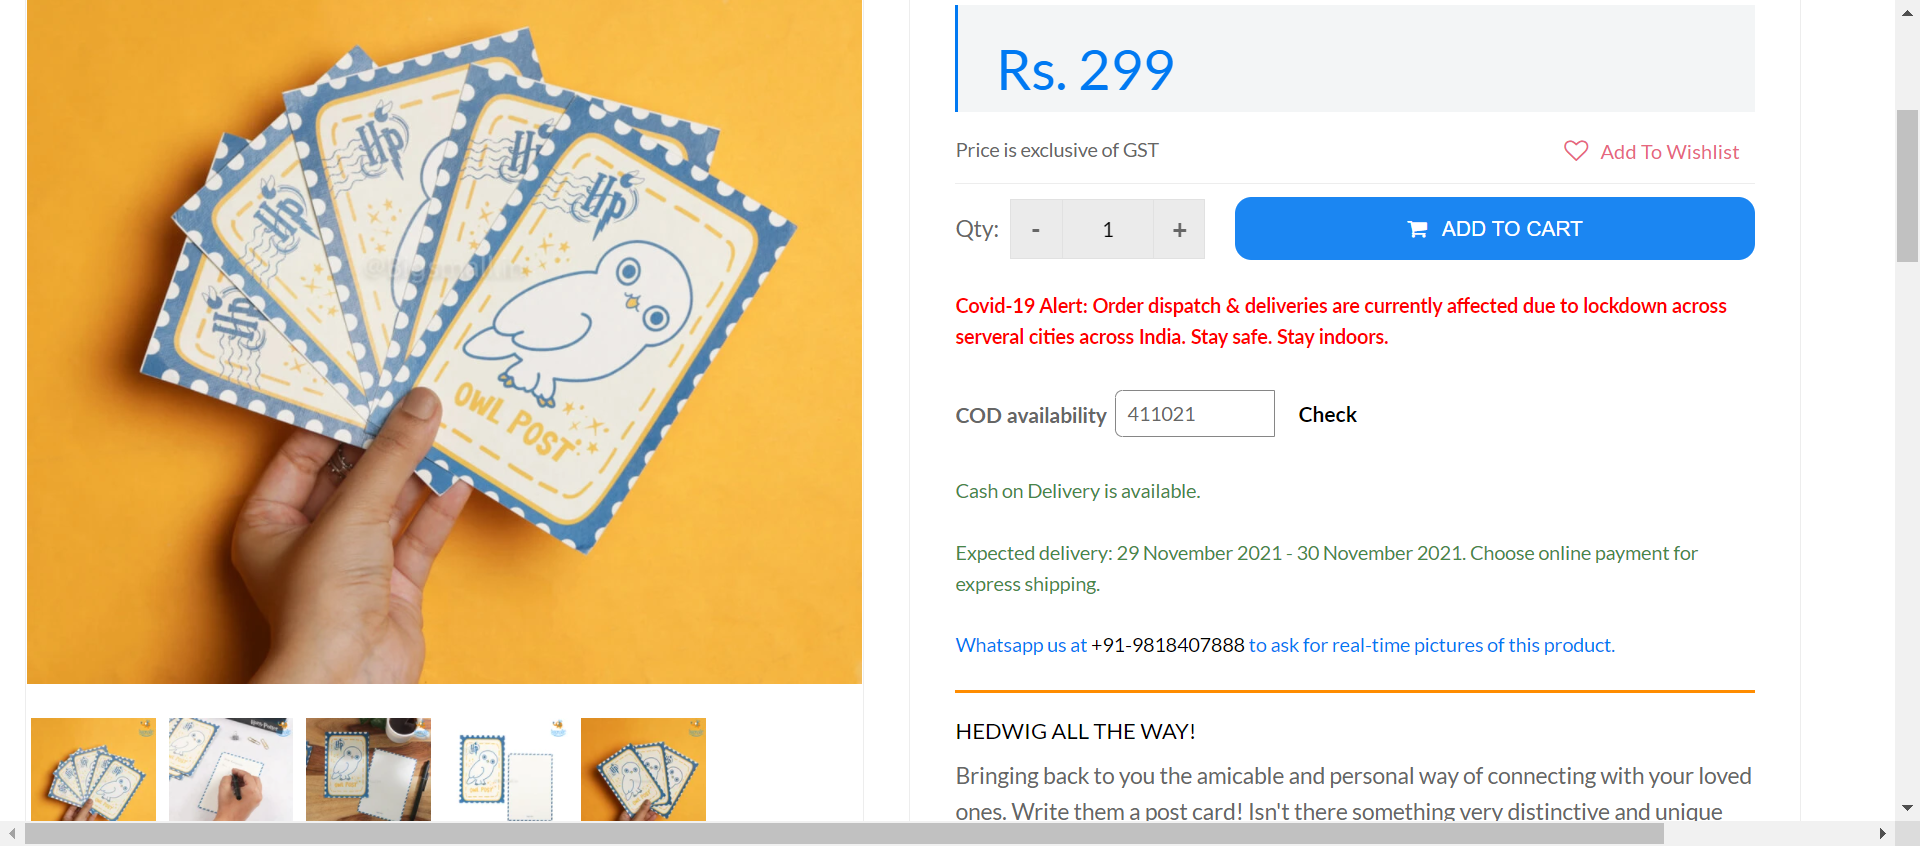 Hp
Hp
Hp
Hp
OWL POST
Rs. 299
Price is exclusive of GST
Add To Wishlist
Qty:
-
1
+
ADD TO CART
Covid-19 Alert: Order dispatch & deliveries are currently affected due to lockdown across
serveral cities across India. Stay safe. Stay indoors.
COD availability
411021
Check
Cash on Delivery is available.
Expected delivery: 29 November 2021 - 30 November 2021. Choose online payment for
express shipping.
Whatsapp us at +91-9818407888 to ask for real-time pictures of this product.
HEDWIG ALL THE WAY!
Bringing back to you the amicable and personal way of connecting with your loved
ones. Write them a post card! Isn't there something very distinctive and unique